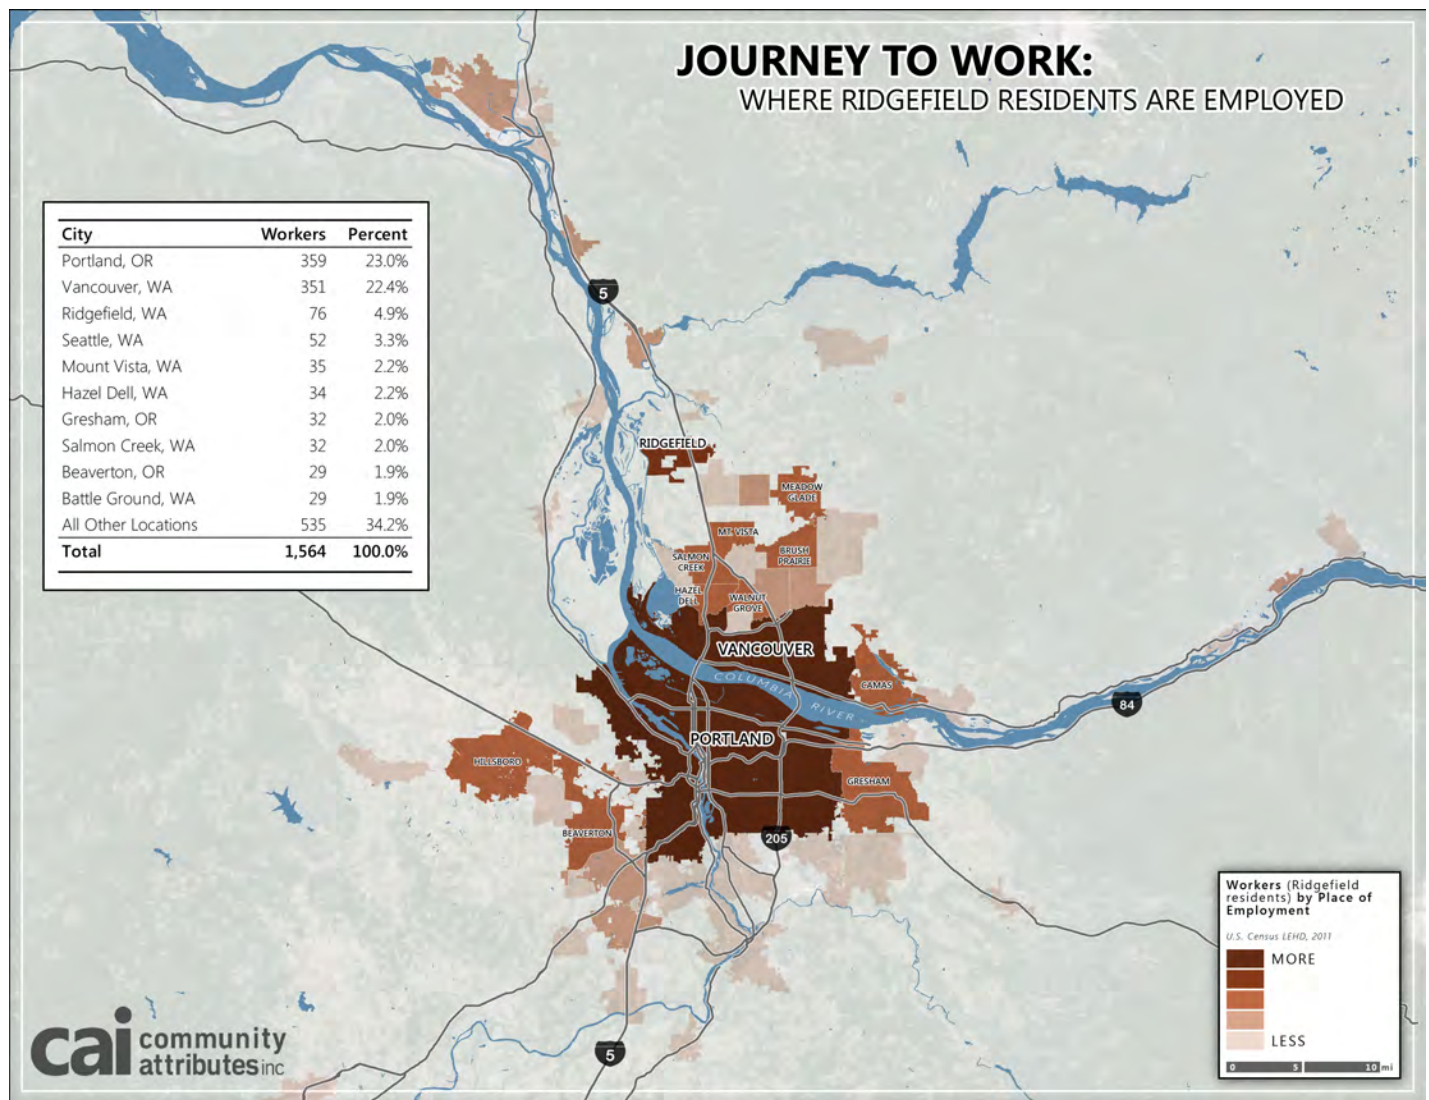 JOURNEY TO WORK:
WHERE RIDGEFIELD RESIDENTS ARE EMPLOYED
City Workers Percent
Portland, OR 359 23.0%
Vancouver, WA 351 22.4%
Ridgefield, WA 76 4.9%
Seattle, WA 52 3.3%
Mount Vista, WA 35 2.2%
Hazel Dell, WA 34 2.2%
Gresham, OR 32 2.0%
Salmon Creek, WA 32 2.0%
Beaverton, OR 29 1.9%
Battle Ground, WA 29 1.9%
All Other Locations 535 34.2%
Total 1,564 100.0%
5
RIDGEFIELD
MEADOW
GLADE
MT. VISTA
SALMON
CREEK
BRUSH
PRAIRIE
HAZEL
DELL
WALNUT
GROVE
VANCOUVER
COLUMBIA
RIVER
CAMAS
84
PORTLAND
HILLSBORO
GRESHAM
BEAVERTON
205
5
Workers (Ridgefield
residents) by Place of
Employment
U.S. Census LEHD, 2011
MORE
LESS
0 5 10 mi
cai community
attributes inc